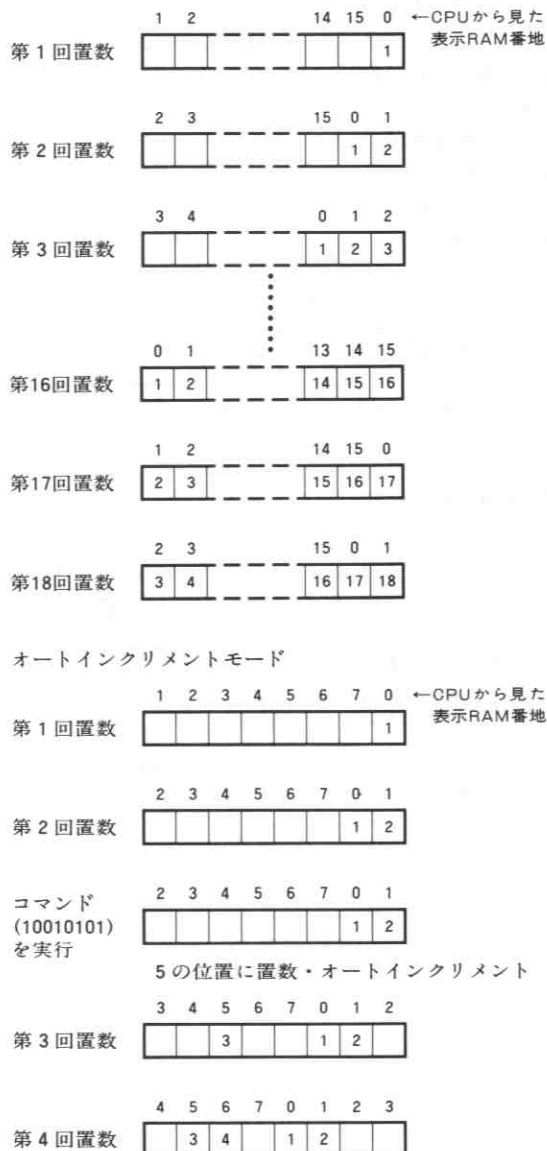 1 2 14 15 0 ←CPUから見た
表示RAM番地
第1回置数 1
2 3 15 0 1
第2回置数 1 2
3 4 0 1 2
第3回置数 1 2 3
0 1 13 14 15
第16回置数 1 2 14 15 16
1 2 14 15 0
第17回置数 2 3 15 16 17
2 3 15 0 1
第18回置数 3 4 16 17 18
オートインクリメントモード
1 2 3 4 5 6 7 0 ←CPUから見た
表示RAM番地
第1回置数 1
2 3 4 5 6 7 0 1
第2回置数 1 2
2 3 4 5 6 7 0 1
コマンド
(10010101) 1 2
を実行
5の位置に置数・オートインクリメント
3 4 5 6 7 0 1 2
第3回置数 3 1 2
4 5 6 7 0 1 2 3
第4回置数 3 4 1 2